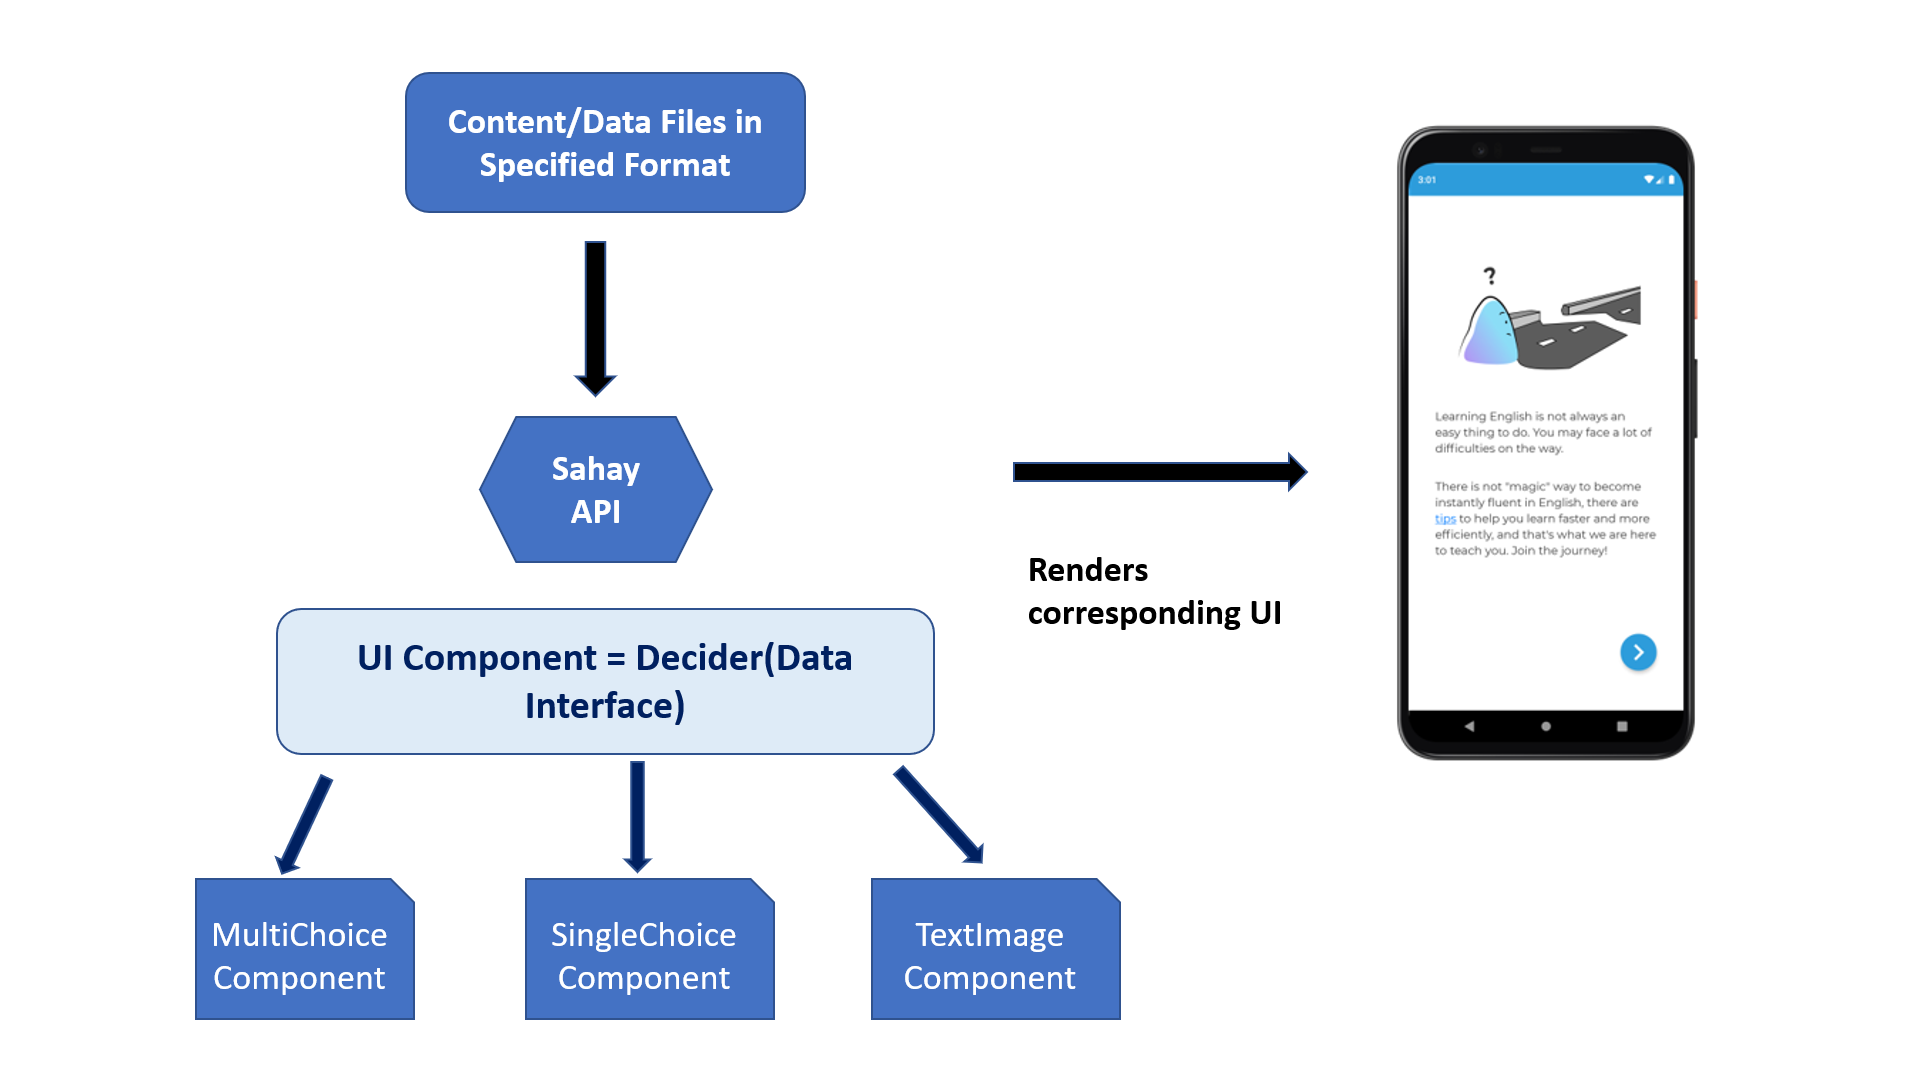 Content/Data Files in
Specified Format
Sahay
API
UI Component = Decider(Data
Interface)
MultiChoice
Component
SingleChoice
Component
TextImage
Component
Renders
corresponding UI
3:01
?
Learning English is not always an
easy thing to do. You may face a lot of
difficulties on the way.
There is not "magic" way to become
instantly fluent in English, there are
tips to help you learn faster and more
efficiently, and that's what we are here
to teach you. Join the journey!